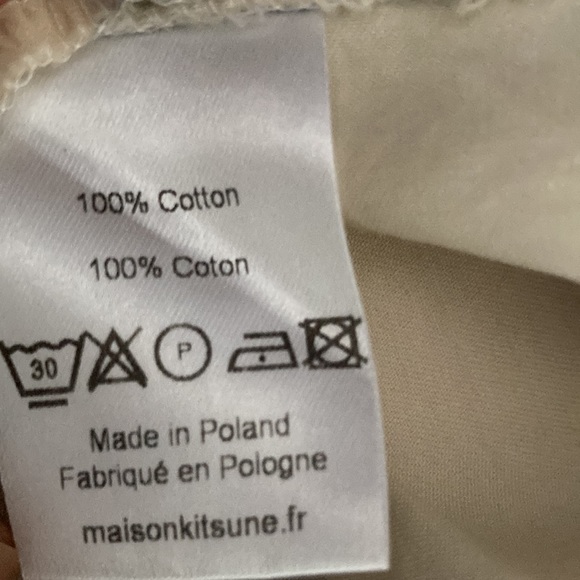 100% Cotton
100% Coton
30 P
Made in Poland
Fabriqué en Pologne
maisonkitsune.fr